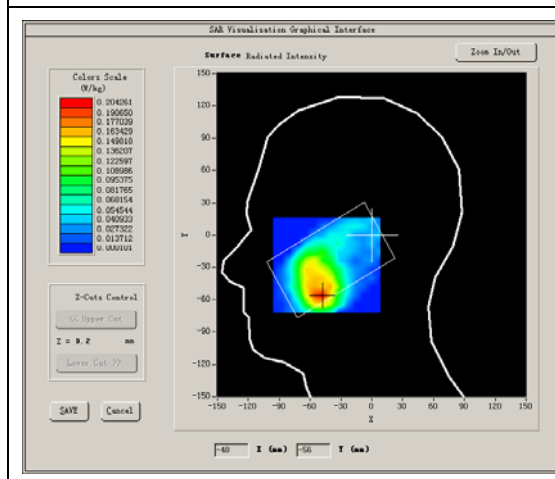 SAR Visualisation Graphical Interface
Surface Radiated Intensity
Zoom In/Out
Colors Scale
(W/kg)
0.204261
0.190650
0.177039
0.163429
0.149818
0.136207
0.122597
0.108986
0.095375
0.081765
0.068154
0.054544
0.040933
0.027322
0.013712
0.000101
150
90
60
30
Y
0
-30
-60
-90
-120
-150
-150
-120
-90
-60
-30
0
30
60
90
120
150
X
Z-Cuts Control
<< Upper Cut
Z = 0.2 mm
Lower Cut >>
SAVE
Cancel
-48 X (mm) -56 Y (mm)